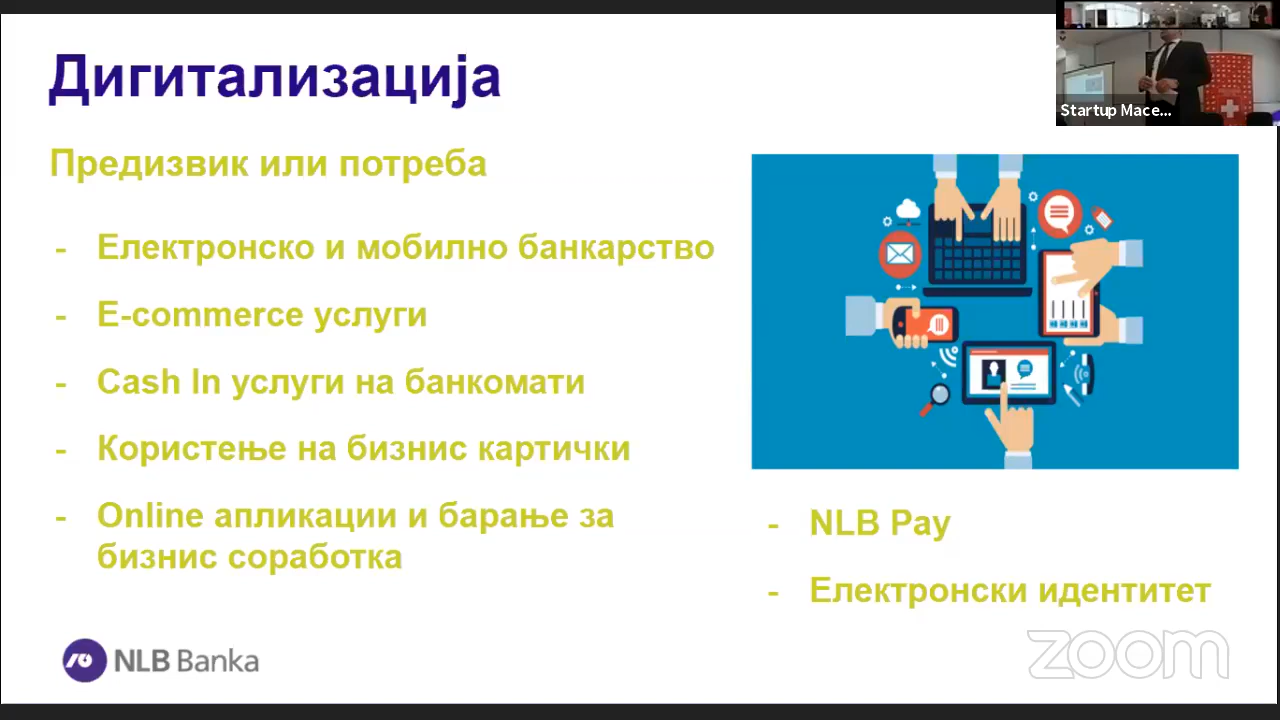 Дигитализација
Startup Mace...
Предизвик или потреба
- Електронско и мобилно банкарство
- E-commerce услуги
- Cash In услуги на банкомати
- Користење на бизнис картички
- Online апликации и барање за
бизнис соработка
- NLB Pay
- Електронски идентитет
NLB Banka
zoom